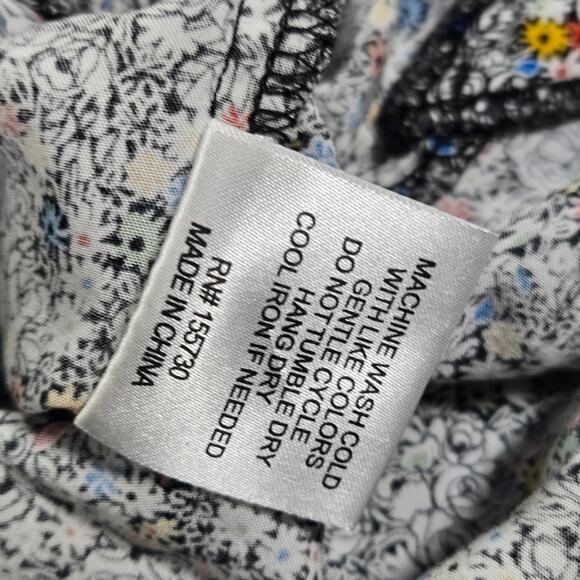 MACHINE WASH COLD
WITH LIKE COLORS
GENTLE CYCLE
DO NOT TUMBLE DRY
HANG DRY
COOL IRON IF NEEDED
RN# 155730
MADE IN CHINA